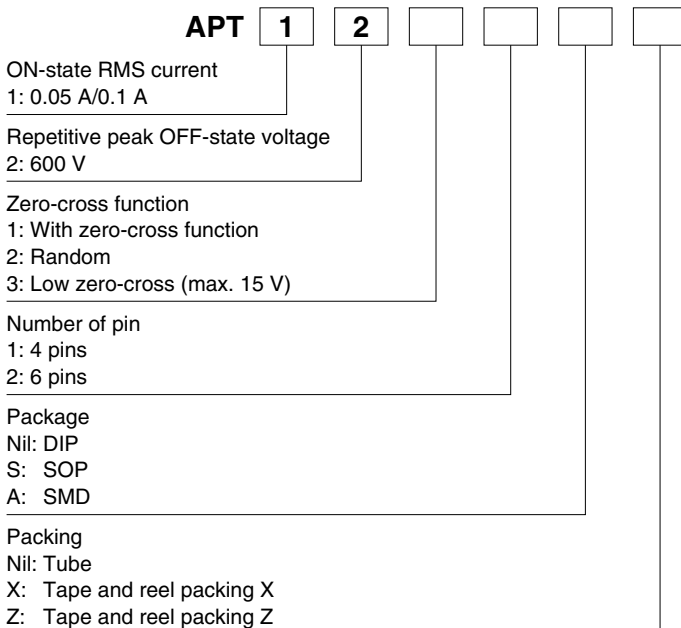 APT 1 2
ON-state RMS current
1: 0.05 A/0.1 A
Repetitive peak OFF-state voltage
2: 600 V
Zero-cross function
1: With zero-cross function
2: Random
3: Low zero-cross (max. 15 V)
Number of pin
1: 4 pins
2: 6 pins
Package
Nil: DIP
S: SOP
A: SMD
Packing
Nil: Tube
X: Tape and reel packing X
Z: Tape and reel packing Z